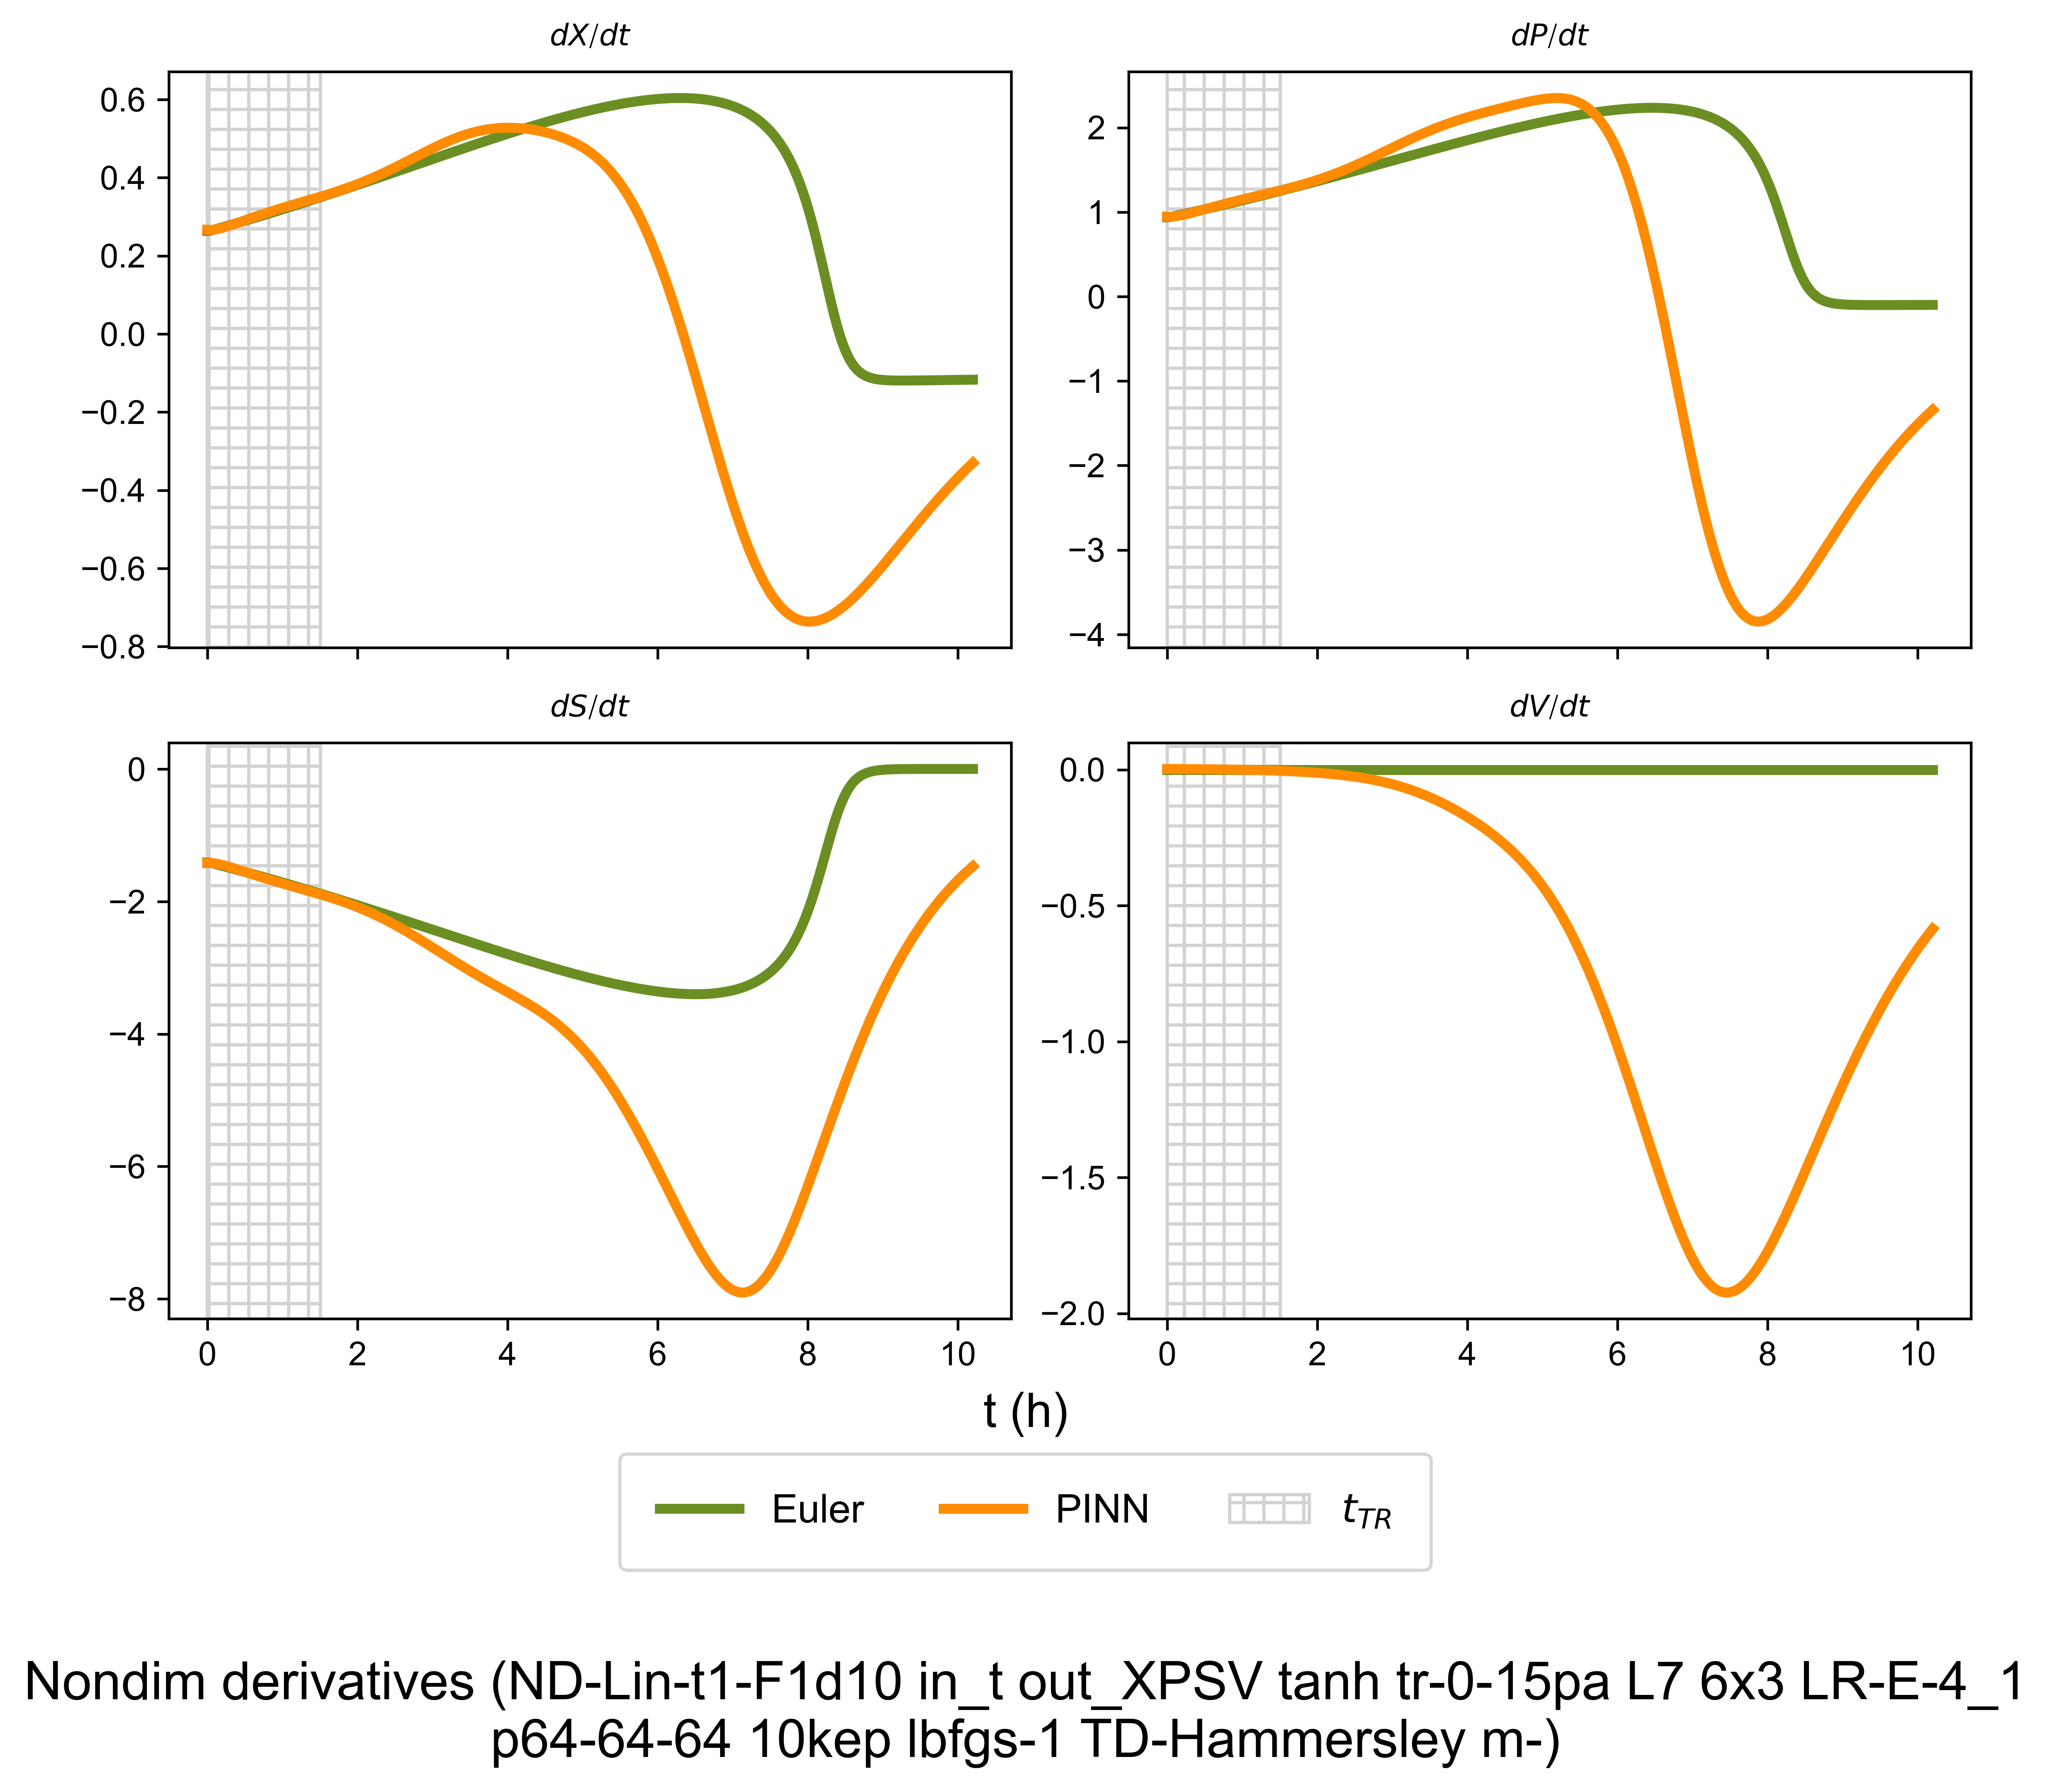 dX/dt
dP/dt
0.6
0.4
0.2
0.0
−0.2
−0.4
−0.6
−0.8
2
1
0
−1
−2
−3
−4
dS/dt
dV/dt
0
−2
−4
−6
−8
0 2 4 6 8 10
0.0
−0.5
−1.0
−1.5
−2.0
0 2 4 6 8 10
t (h)
Euler PINN t_TR
Nondim derivatives (ND-Lin-t1-F1d10 in_t out_XPSV tanh tr-0-15pa L7 6x3 LR-E-4_1
p64-64-64 10kep lbfgs-1 TD-Hammersley m-)